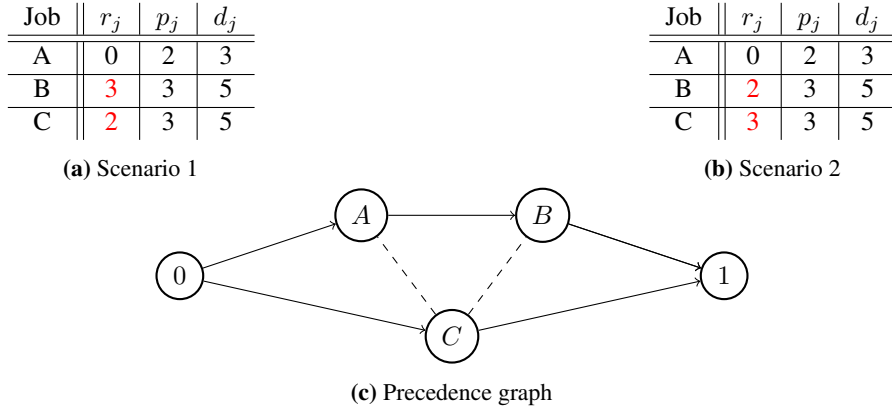 Job r_j p_j d_j
A 0 2 3
B 3 3 5
C 2 3 5
(a) Scenario 1
Job r_j p_j d_j
A 0 2 3
B 2 3 5
C 3 3 5
(b) Scenario 2
A B
0 1
C
(c) Precedence graph